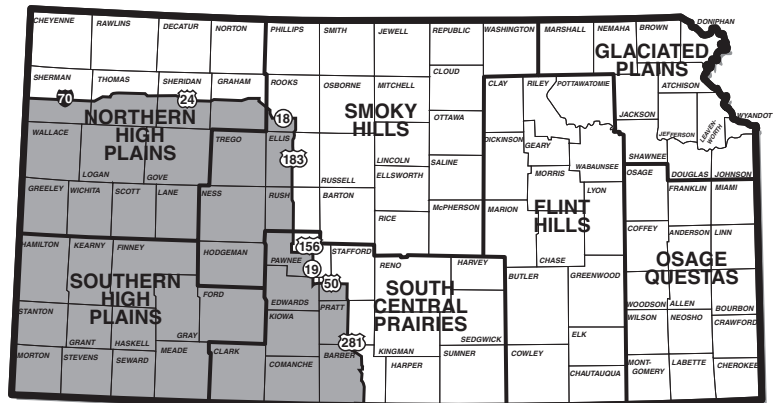 CHEYENNE RAWLINS DECATUR NORTON PHILLIPS SMITH JEWELL REPUBLIC WASHINGTON MARSHALL NEMAHA BROWN DONIPHAN
GLACIATED
PLAINS
SHERMAN THOMAS SHERIDAN GRAHAM ROOKS OSBORNE MITCHELL CLOUD CLAY RILEY POTTAWATOMIE ATCHISON
70 24 18
NORTHERN
HIGH
PLAINS
SMOKY
HILLS
OTTAWA JACKSON JEFFERSON LEAVEN-
WORTH
WYANDOT
WALLACE LOGAN GOVE TREGO ELLIS
183
RUSSELL LINCOLN SALINE DICKINSON GEARY WABAUNSEE SHAWNEE DOUGLAS JOHNSON
GREELEY WICHITA SCOTT LANE NESS RUSH BARTON ELLSWORTH MORRIS LYON OSAGE FRANKLIN MIAMI
RICE McPHERSON MARION CHASE
FLINT
HILLS
COFFEY ANDERSON LINN
HAMILTON KEARNY FINNEY HODGEMAN PAWNEE
156
STAFFORD
19
50
RENO HARVEY BUTLER GREENWOOD
OSAGE
QUESTAS
SOUTHERN
HIGH
PLAINS
SOUTH
CENTRAL
PRAIRIES
STANTON GRANT HASKELL GRAY FORD EDWARDS KIOWA PRATT
WOODSON ALLEN BOURBON
WILSON NEOSHO CRAWFORD
281
KINGMAN SEDGWICK ELK
MORTON STEVENS SEWARD MEADE CLARK COMANCHE BARBER HARPER SUMNER COWLEY CHAUTAUQUA
MONT-
GOMERY
LABETTE CHEROKEE